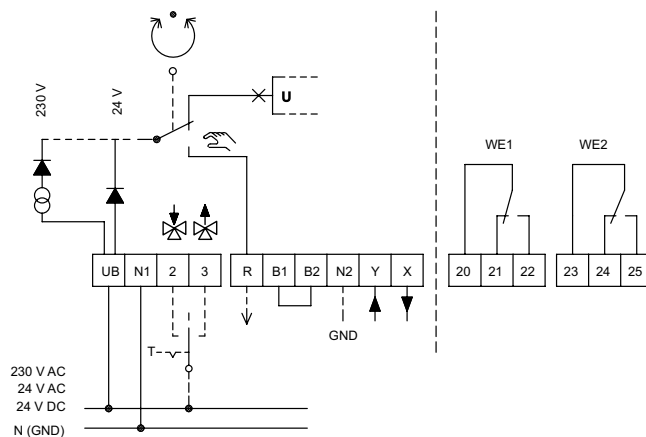 230 V
24 V
U
WE1
WE2
UB N1 2 3 R B1 B2 N2 Y X
20 21 22 23 24 25
GND
T
230 V AC
24 V AC
24 V DC
N (GND)